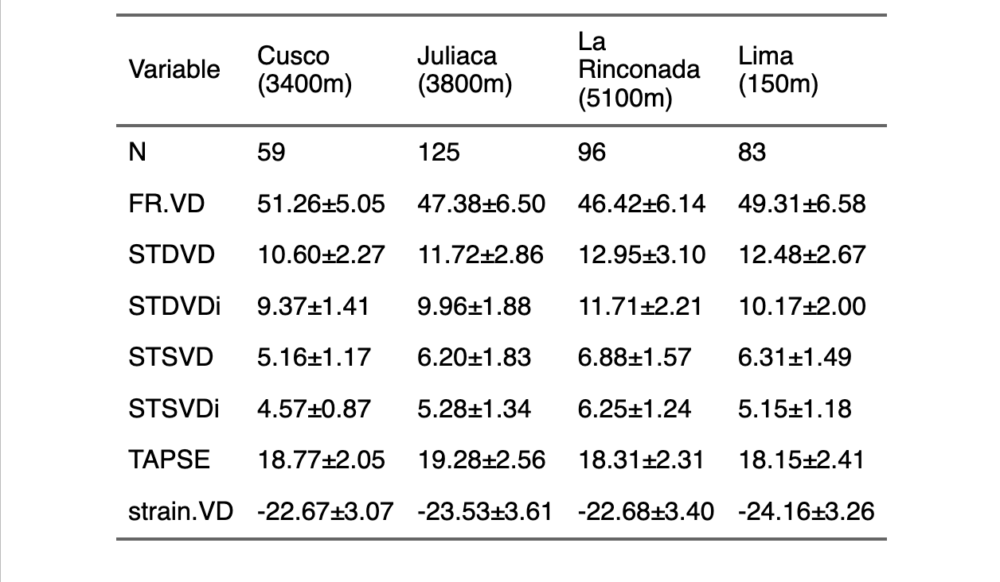 Variable Cusco (3400m) Juliaca (3800m) La Rinconada (5100m) Lima (150m)
N 59 125 96 83
FR.VD 51.26±5.05 47.38±6.50 46.42±6.14 49.31±6.58
STDVD 10.60±2.27 11.72±2.86 12.95±3.10 12.48±2.67
STDVDi 9.37±1.41 9.96±1.88 11.71±2.21 10.17±2.00
STSVD 5.16±1.17 6.20±1.83 6.88±1.57 6.31±1.49
STSVDi 4.57±0.87 5.28±1.34 6.25±1.24 5.15±1.18
TAPSE 18.77±2.05 19.28±2.56 18.31±2.31 18.15±2.41
strain.VD -22.67±3.07 -23.53±3.61 -22.68±3.40 -24.16±3.26